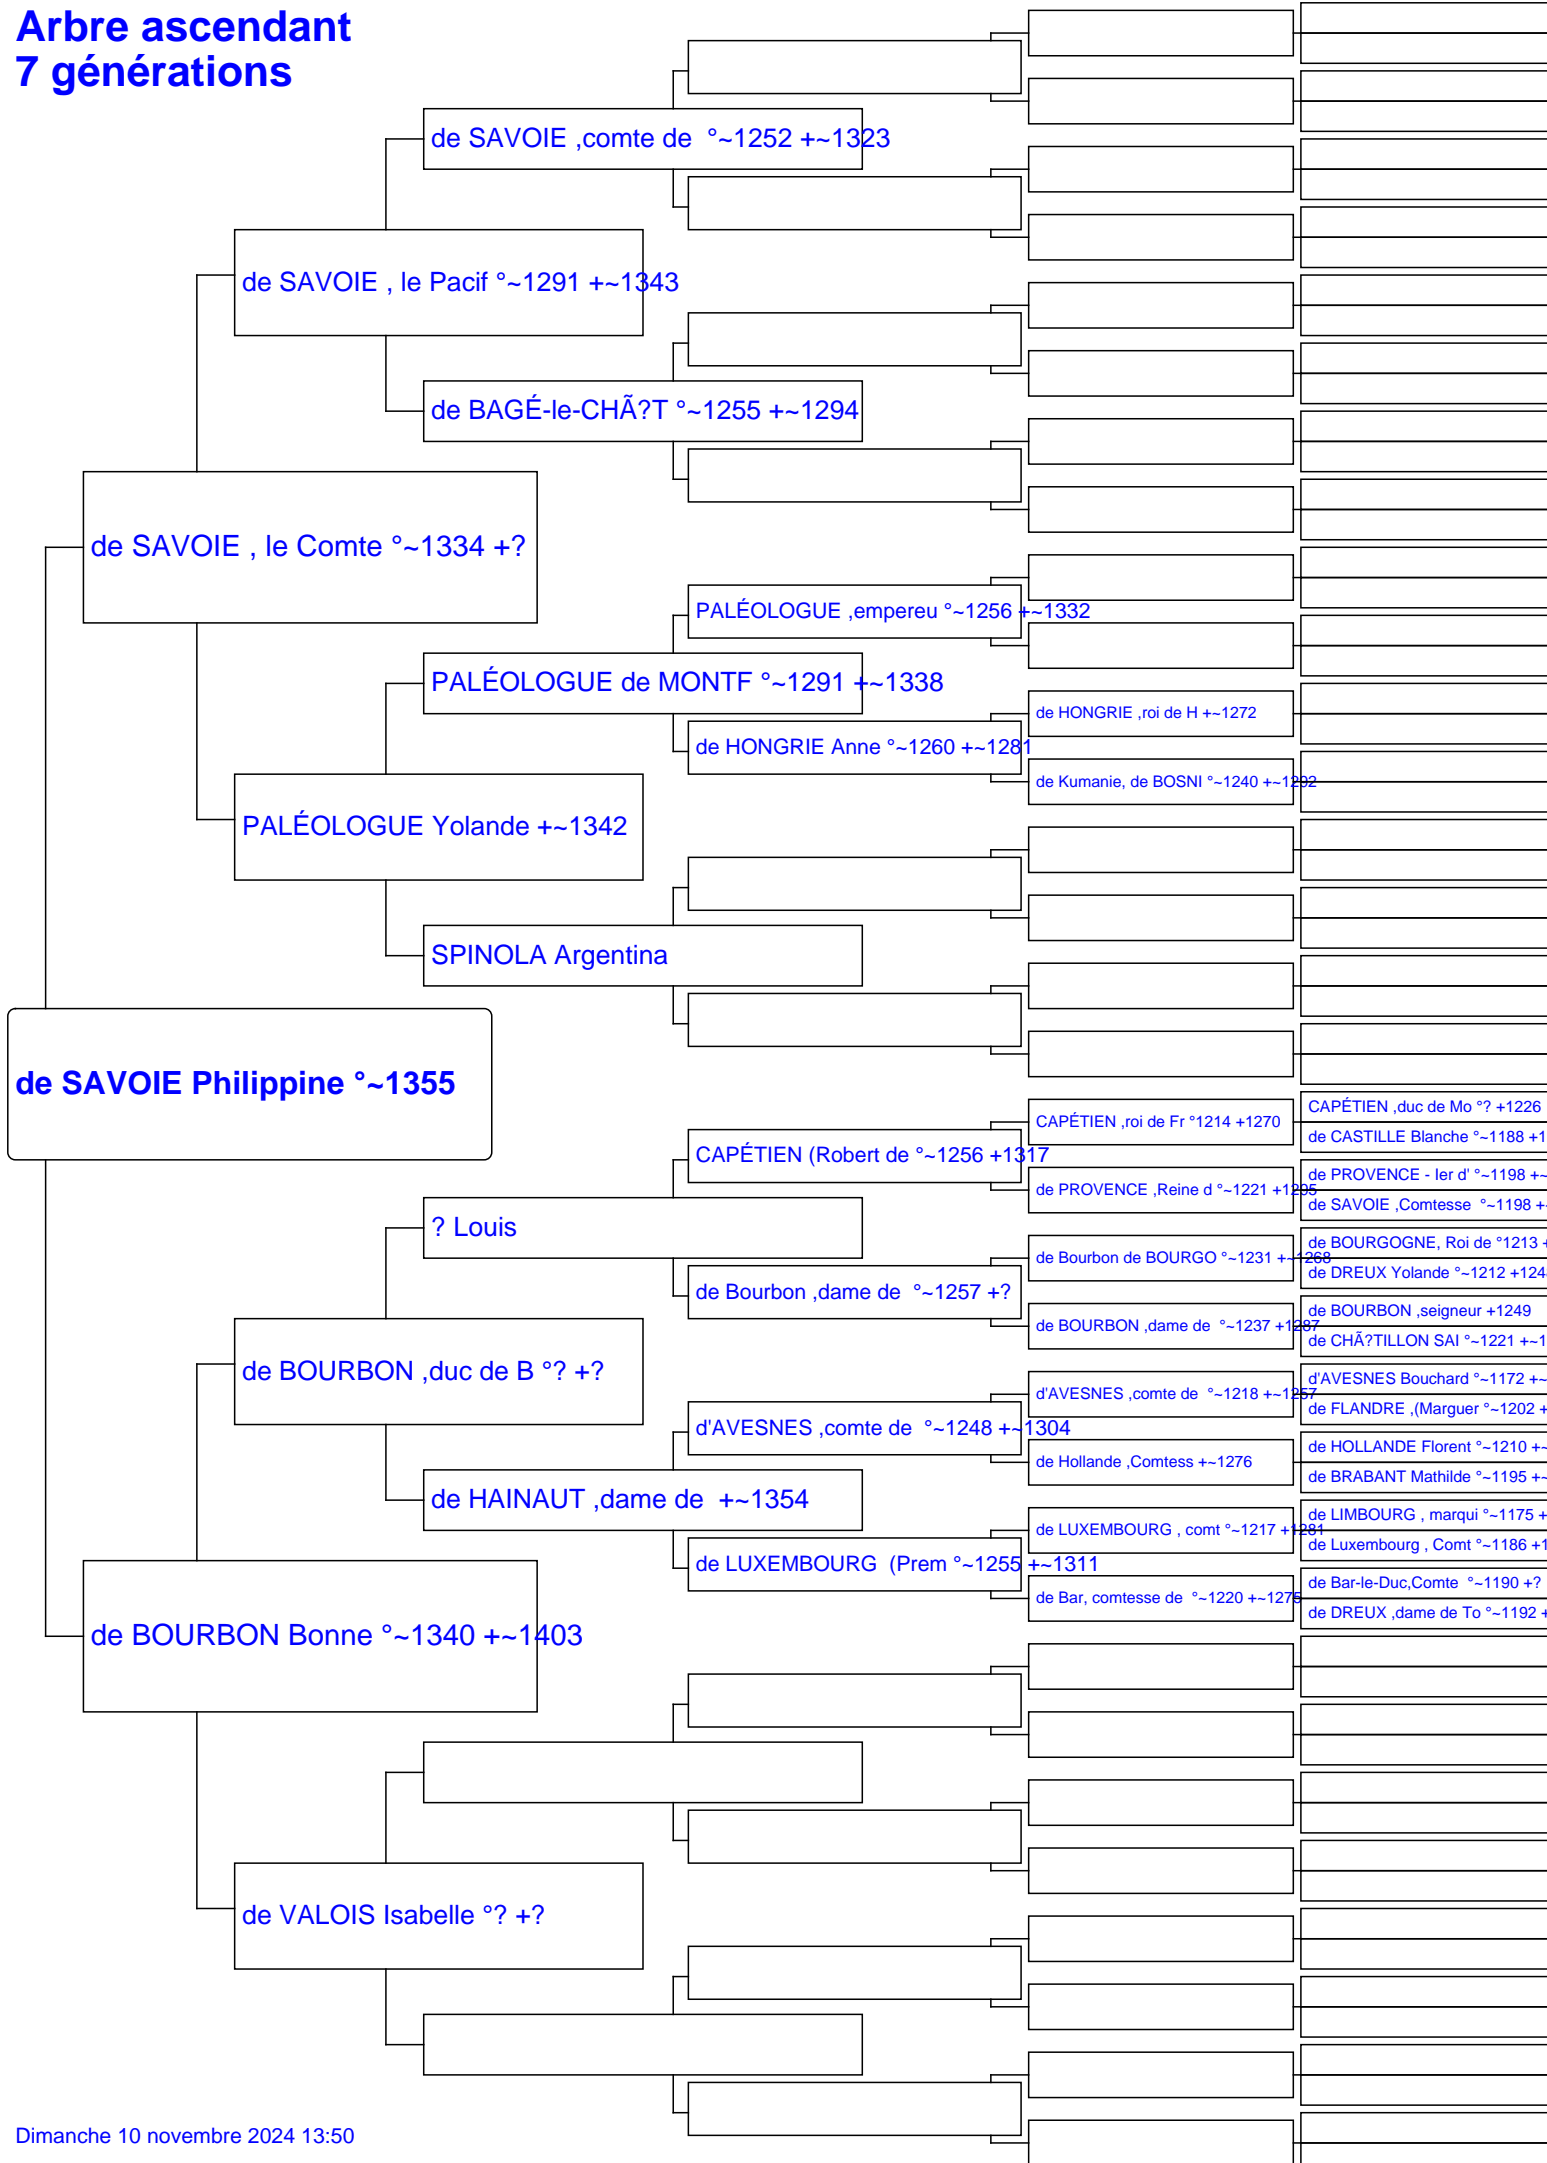 Arbre ascendant
7 générations
de SAVOIE ,comte de  °~1252 +~1323
de SAVOIE , le Pacif °~1291 +~1343
de BAGÉ-le-CHÃ?T °~1255 +~1294
de SAVOIE , le Comte °~1334 +?
PALÉOLOGUE ,empereu °~1256 +~1332
PALÉOLOGUE de MONTF °~1291 +~1338
de HONGRIE ,roi de H +~1272
de HONGRIE Anne °~1260 +~1281
de Kumanie, de BOSNI °~1240 +~1292
PALÉOLOGUE Yolande +~1342
SPINOLA Argentina
de SAVOIE Philippine °~1355
CAPÉTIEN ,duc de Mo °? +1226
CAPÉTIEN ,roi de Fr °1214 +1270
de CASTILLE Blanche °~1188 +1
CAPÉTIEN (Robert de °~1256 +1317
de PROVENCE - Ier d' °~1198 +~
de PROVENCE ,Reine d °~1221 +1295
de SAVOIE ,Comtesse  °~1198 +~
? Louis
de BOURGOGNE, Roi de °1213 +
de Bourbon de BOURGO °~1231 +~1268
de DREUX Yolande °~1212 +124
de Bourbon ,dame de  °~1257 +?
de BOURBON ,seigneur +1249
de BOURBON ,dame de  °~1237 +1287
de CHÃ?TILLON SAI °~1221 +~1
de BOURBON ,duc de B °? +?
d'AVESNES Bouchard °~1172 +~
d'AVESNES ,comte de  °~1218 +~1257
de FLANDRE ,(Marguer °~1202 +
d'AVESNES ,comte de  °~1248 +~1304
de HOLLANDE Florent °~1210 +~
de Hollande ,Comtess +~1276
de BRABANT Mathilde °~1195 +~
de HAINAUT ,dame de  +~1354
de LIMBOURG , marqui °~1175 +
de LUXEMBOURG , comt °~1217 +1281
de Luxembourg , Comt °~1186 +1
de LUXEMBOURG  (Prem °~1255 +~1311
de Bar-le-Duc,Comte  °~1190 +?
de Bar, comtesse de  °~1220 +~1275
de DREUX ,dame de To °~1192 +
de BOURBON Bonne °~1340 +~1403
de VALOIS Isabelle °? +?
Dimanche 10 novembre 2024 13:50